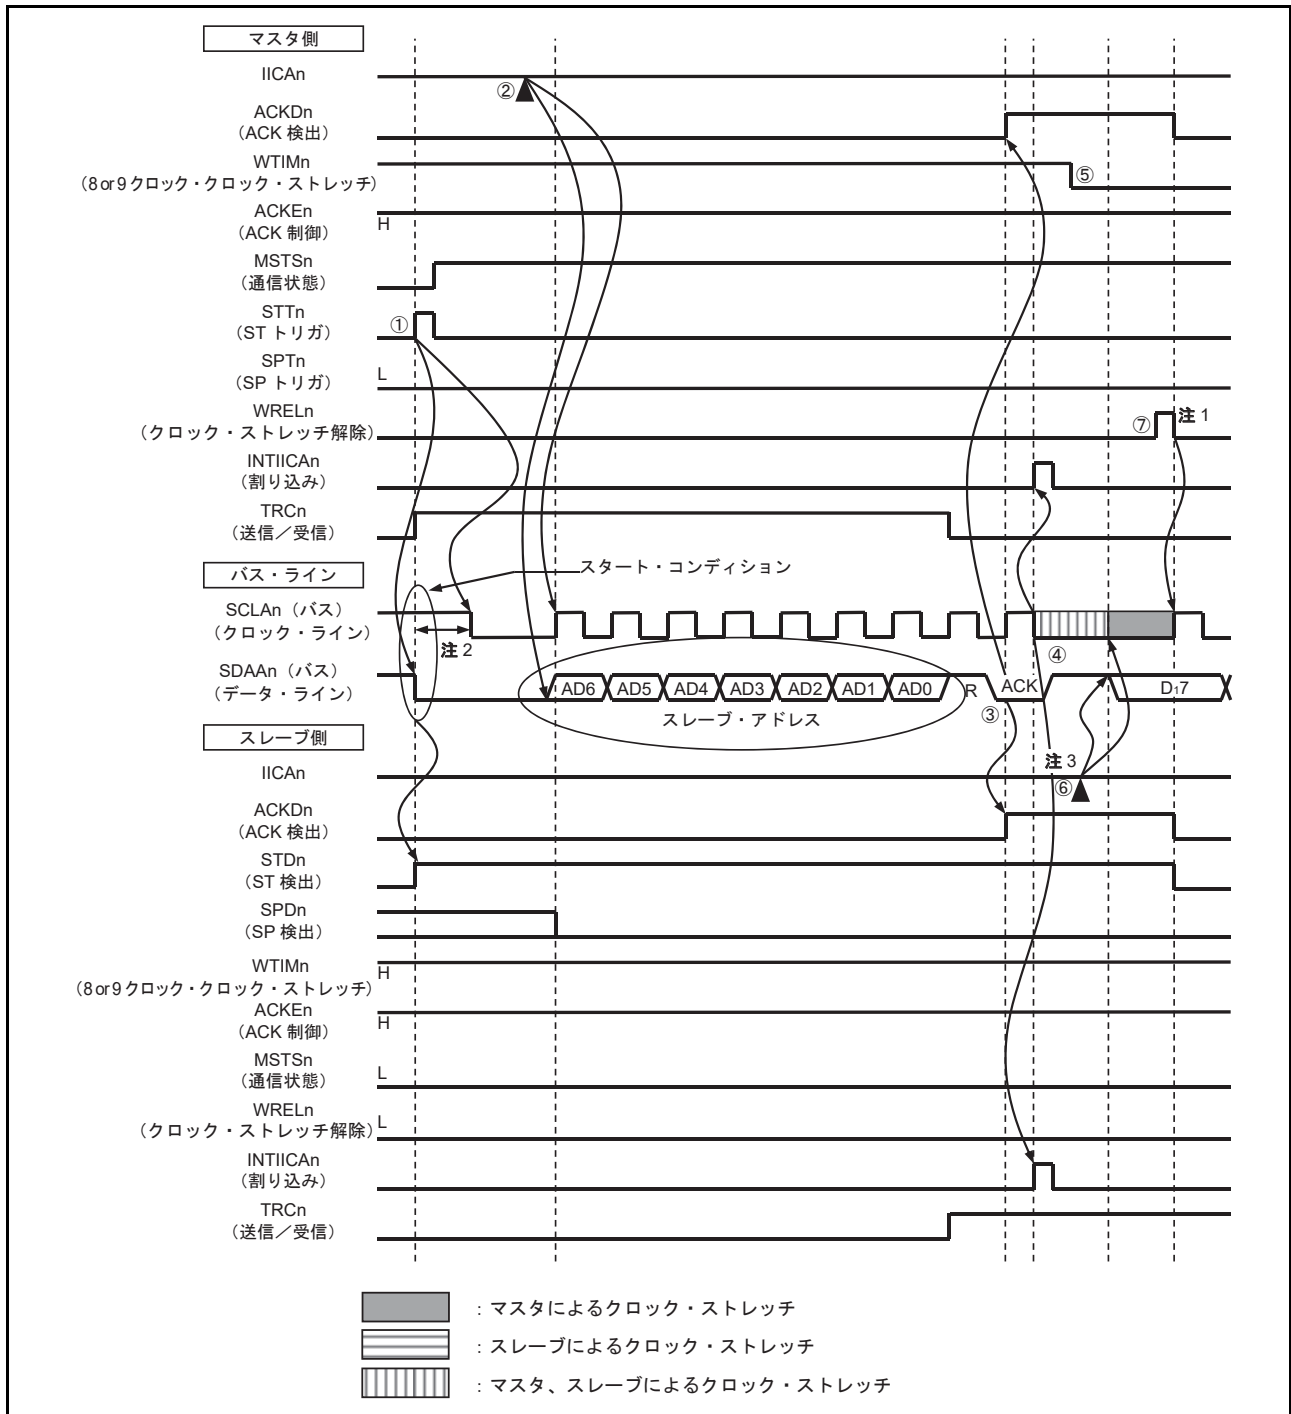 マスタ側
IICAn
②
ACKDn
(ACK 検出)
WTIMn
(8 or 9 クロック・クロック・ストレッチ)
⑤
ACKEn
(ACK 制御)
H
MSTSn
(通信状態)
STTn
(ST トリガ)
①
SPTn
(SP トリガ)
L
WRELn
(クロック・ストレッチ解除)
⑦
注 1
INTIICAn
(割り込み)
TRCn
(送信／受信)
バス・ライン
スタート・コンディション
SCLAn (バス)
(クロック・ライン)
注 2
④
SDAAn (バス)
(データ・ライン)
AD6 AD5 AD4 AD3 AD2 AD1 AD0 R ACK D₁7
スレーブ・アドレス
③
スレーブ側
注 3
IICAn
⑥
ACKDn
(ACK 検出)
STDn
(ST 検出)
SPDn
(SP 検出)
WTIMn
(8 or 9 クロック・クロック・ストレッチ)
H
ACKEn
(ACK 制御)
H
MSTSn
(通信状態)
L
WRELn
(クロック・ストレッチ解除)
L
INTIICAn
(割り込み)
TRCn
(送信／受信)
: マスタによるクロック・ストレッチ
: スレーブによるクロック・ストレッチ
: マスタ、スレーブによるクロック・ストレッチ